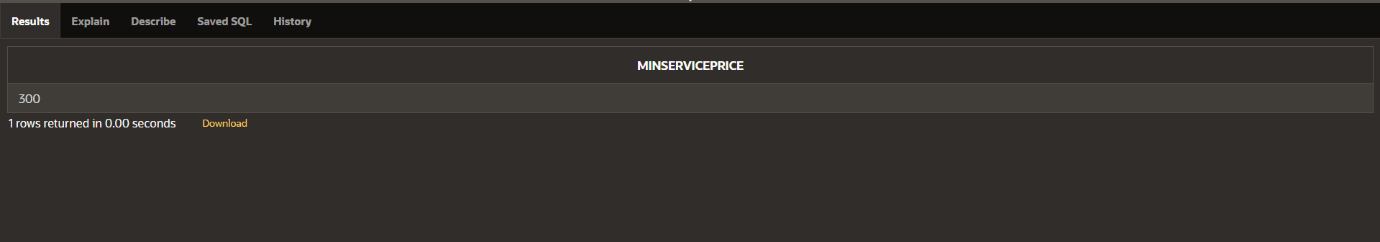 Results Explain Describe Saved SQL History
MINSERVICEPRICE
300
1 rows returned in 0.00 seconds Download